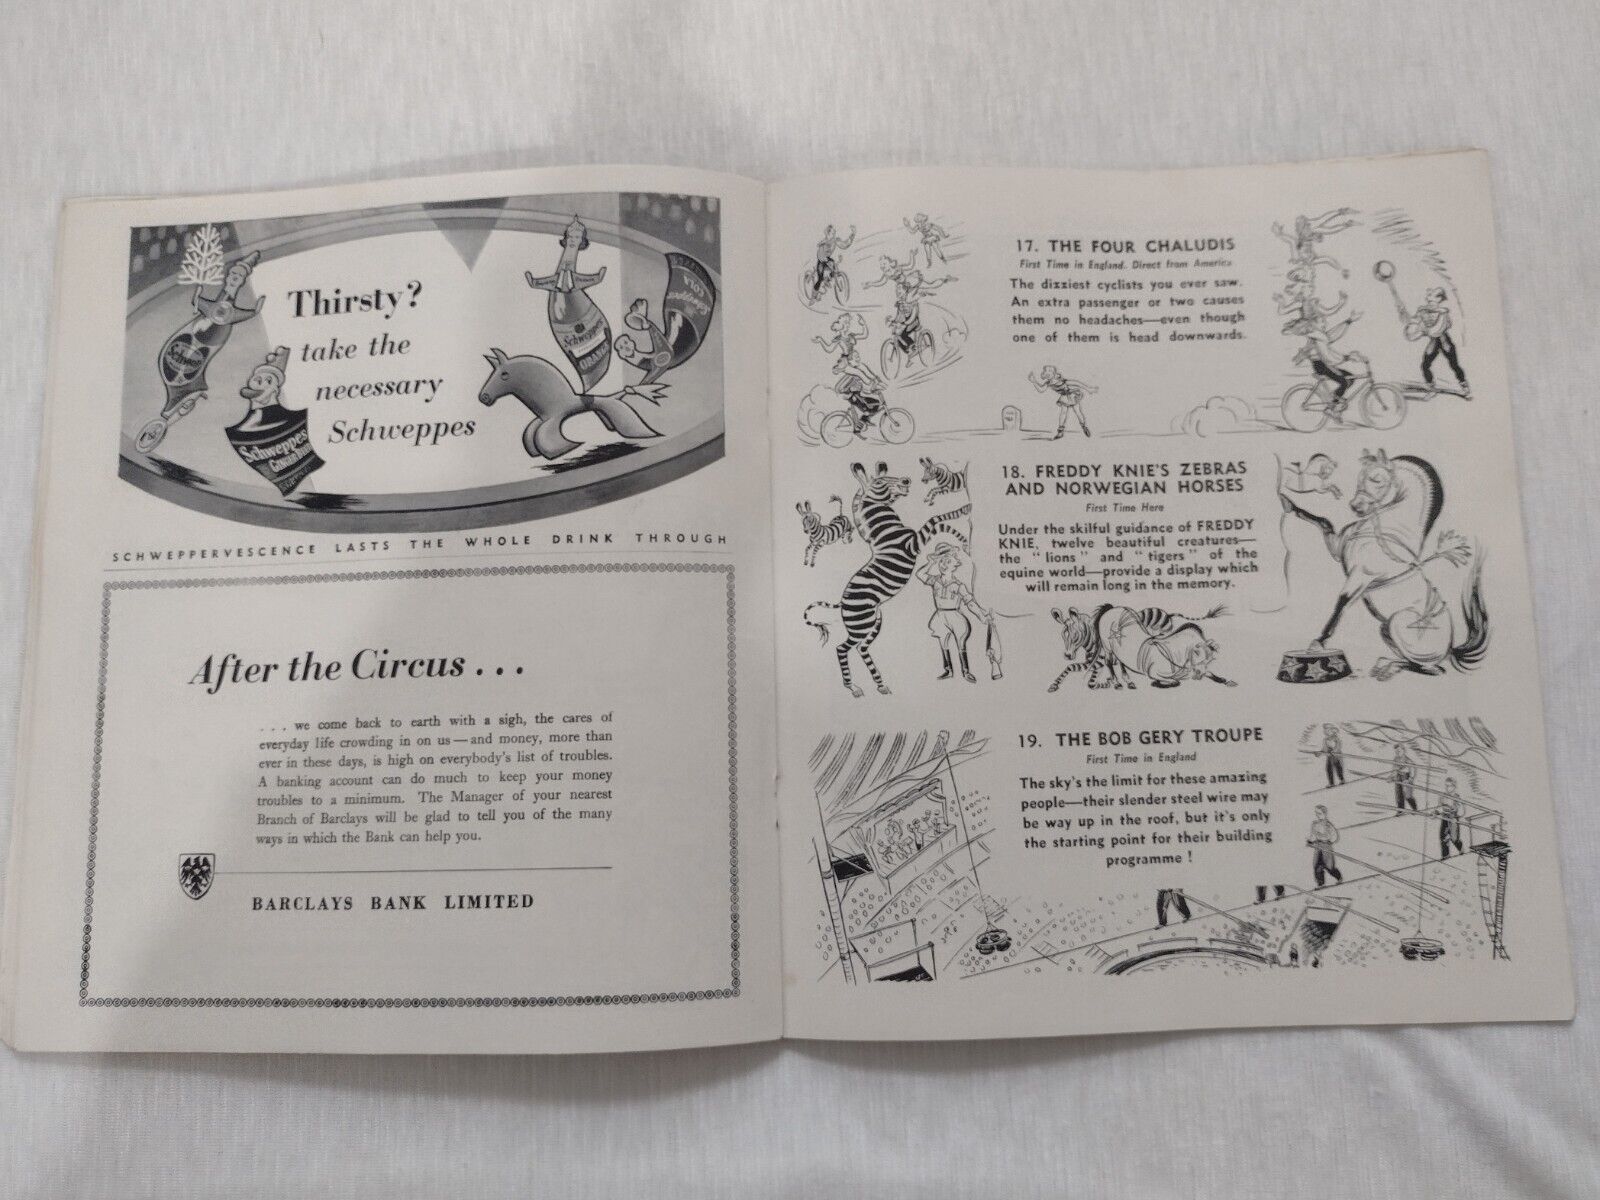 Thirsty?
take the
necessary
Schweppes
Schweppes
Schweppes
ORANGE
Schweppes
COLA
Schweppes
GINGER BEER
SCHWEPPERVESCENCE LASTS THE WHOLE DRINK THROUGH
After the Circus . . .
. . . we come back to earth with a sigh, the cares of
everyday life crowding in on us—and money, more than
ever in these days, is high on everybody's list of troubles.
A banking account can do much to keep your money
troubles to a minimum. The Manager of your nearest
Branch of Barclays will be glad to tell you of the many
ways in which the Bank can help you.
BARCLAYS BANK LIMITED
17. THE FOUR CHALUDIS
First Time in England. Direct from America
The dizziest cyclists you ever saw.
An extra passenger or two causes
them no headaches—even though
one of them is head downwards.
18. FREDDY KNIE'S ZEBRAS
AND NORWEGIAN HORSES
First Time Here
Under the skilful guidance of FREDDY
KNIE, twelve beautiful creatures—
the "lions" and "tigers" of the
equine world—provide a display which
will remain long in the memory.
19. THE BOB GERY TROUPE
First Time in England
The sky's the limit for these amazing
people—their slender steel wire may
be way up in the roof, but it's only
the starting point for their building
programme !